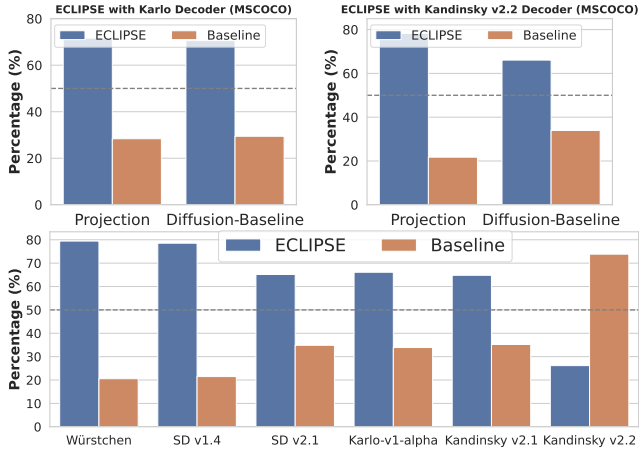 ECLIPSE with Karlo Decoder (MSCOCO)
80
60
40
20
0
Percentage (%)
ECLIPSE
Baseline
Projection
Diffusion-Baseline
ECLIPSE with Kandinsky v2.2 Decoder (MSCOCO)
80
60
40
20
0
Percentage (%)
ECLIPSE
Baseline
Projection
Diffusion-Baseline
80
70
60
50
40
30
20
10
0
Percentage (%)
ECLIPSE
Baseline
Würstchen
SD v1.4
SD v2.1
Karlo-v1-alpha
Kandinsky v2.1
Kandinsky v2.2